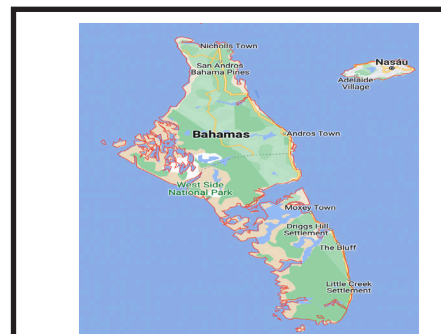 Nicholls Town
San Andros
Bahama Pines
Nasáu
Adelaide
Village
Bahamas
Andros Town
West Side
National Park
Moxey Town
Driggs Hill
Settlement
The Bluff
Little Creek
Settlement